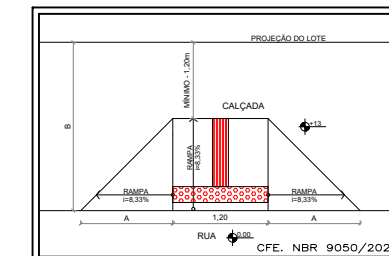 PROJEÇÃO DO LOTE
MÍNIMO - 1,20m
B
CALÇADA
+13
RAMPA
i=8,33%
RAMPA
i=8,33%
RAMPA
i=8,33%
A
1,20
A
RUA
0.00
CFE. NBR 9050/202